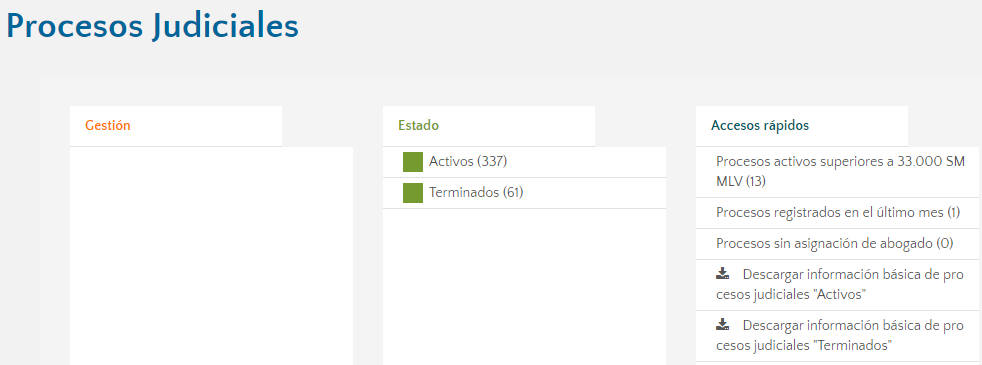 Procesos Judiciales
Gestión
Estado
Activos (337)
Terminados (61)
Accesos rápidos
Procesos activos superiores a 33.000 SM
MLV (13)
Procesos registrados en el último mes (1)
Procesos sin asignación de abogado (0)
Descargar información básica de pro
cesos judiciales "Activos"
Descargar información básica de pro
cesos judiciales "Terminados"